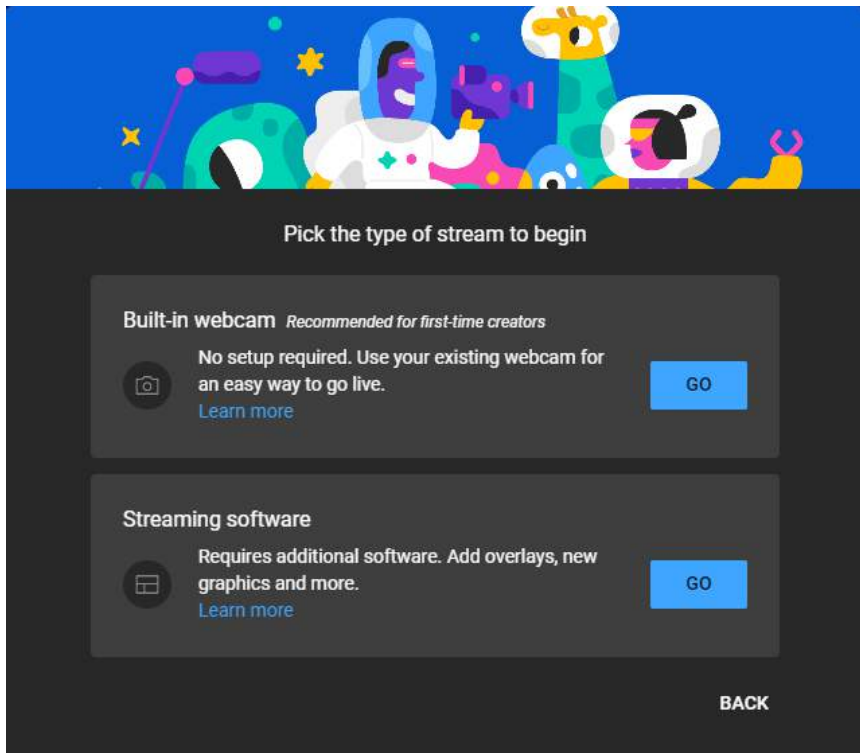 Pick the type of stream to begin
Built-in webcam Recommended for first-time creators
No setup required. Use your existing webcam for
an easy way to go live.
Learn more
GO
Streaming software
Requires additional software. Add overlays, new
graphics and more.
Learn more
GO
BACK